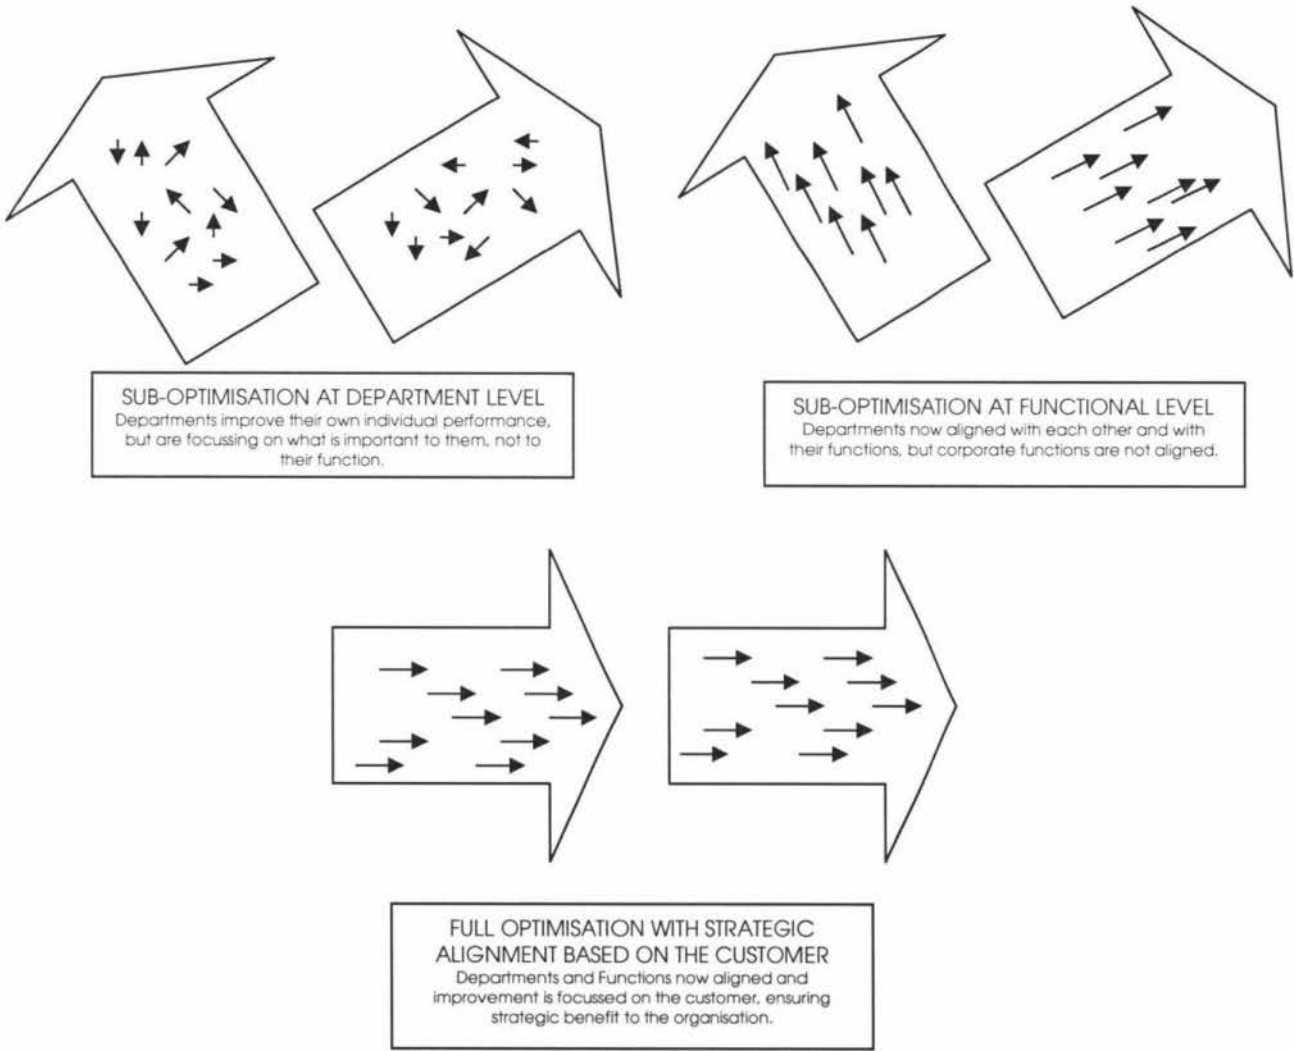 SUB-OPTIMISATION AT DEPARTMENT LEVEL
Departments improve their own individual performance,
but are focussing on what is important to them, not to
their function.
SUB-OPTIMISATION AT FUNCTIONAL LEVEL
Departments now aligned with each other and with
their functions, but corporate functions are not aligned.
FULL OPTIMISATION WITH STRATEGIC
ALIGNMENT BASED ON THE CUSTOMER
Departments and Functions now aligned and
improvement is focussed on the customer, ensuring
strategic benefit to the organisation.